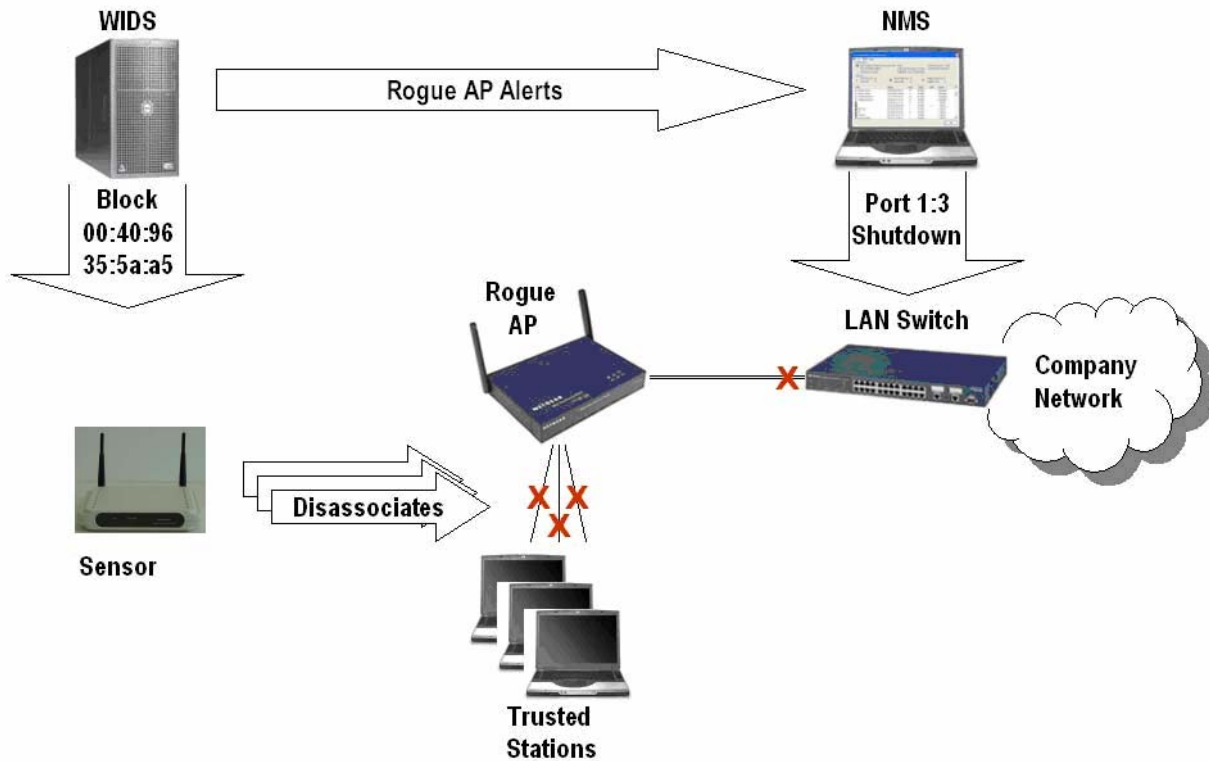 WIDS
NMS
Rogue AP Alerts
Block
00:40:96
35:5a:a5
Port 1:3
Shutdown
Rogue
AP
LAN Switch
Company
Network
NETGEAR
Disassociates
Sensor
Trusted
Stations